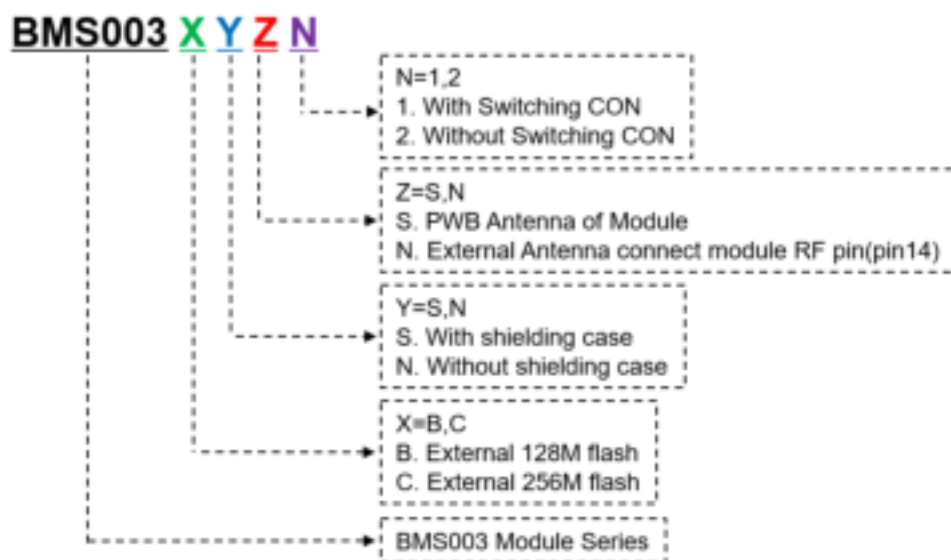 BMS003 X Y Z N
N=1,2
1. With Switching CON
2. Without Switching CON
Z=S,N
S. PWB Antenna of Module
N. External Antenna connect module RF pin(pin14)
Y=S,N
S. With shielding case
N. Without shielding case
X=B,C
B. External 128M flash
C. External 256M flash
BMS003 Module Series